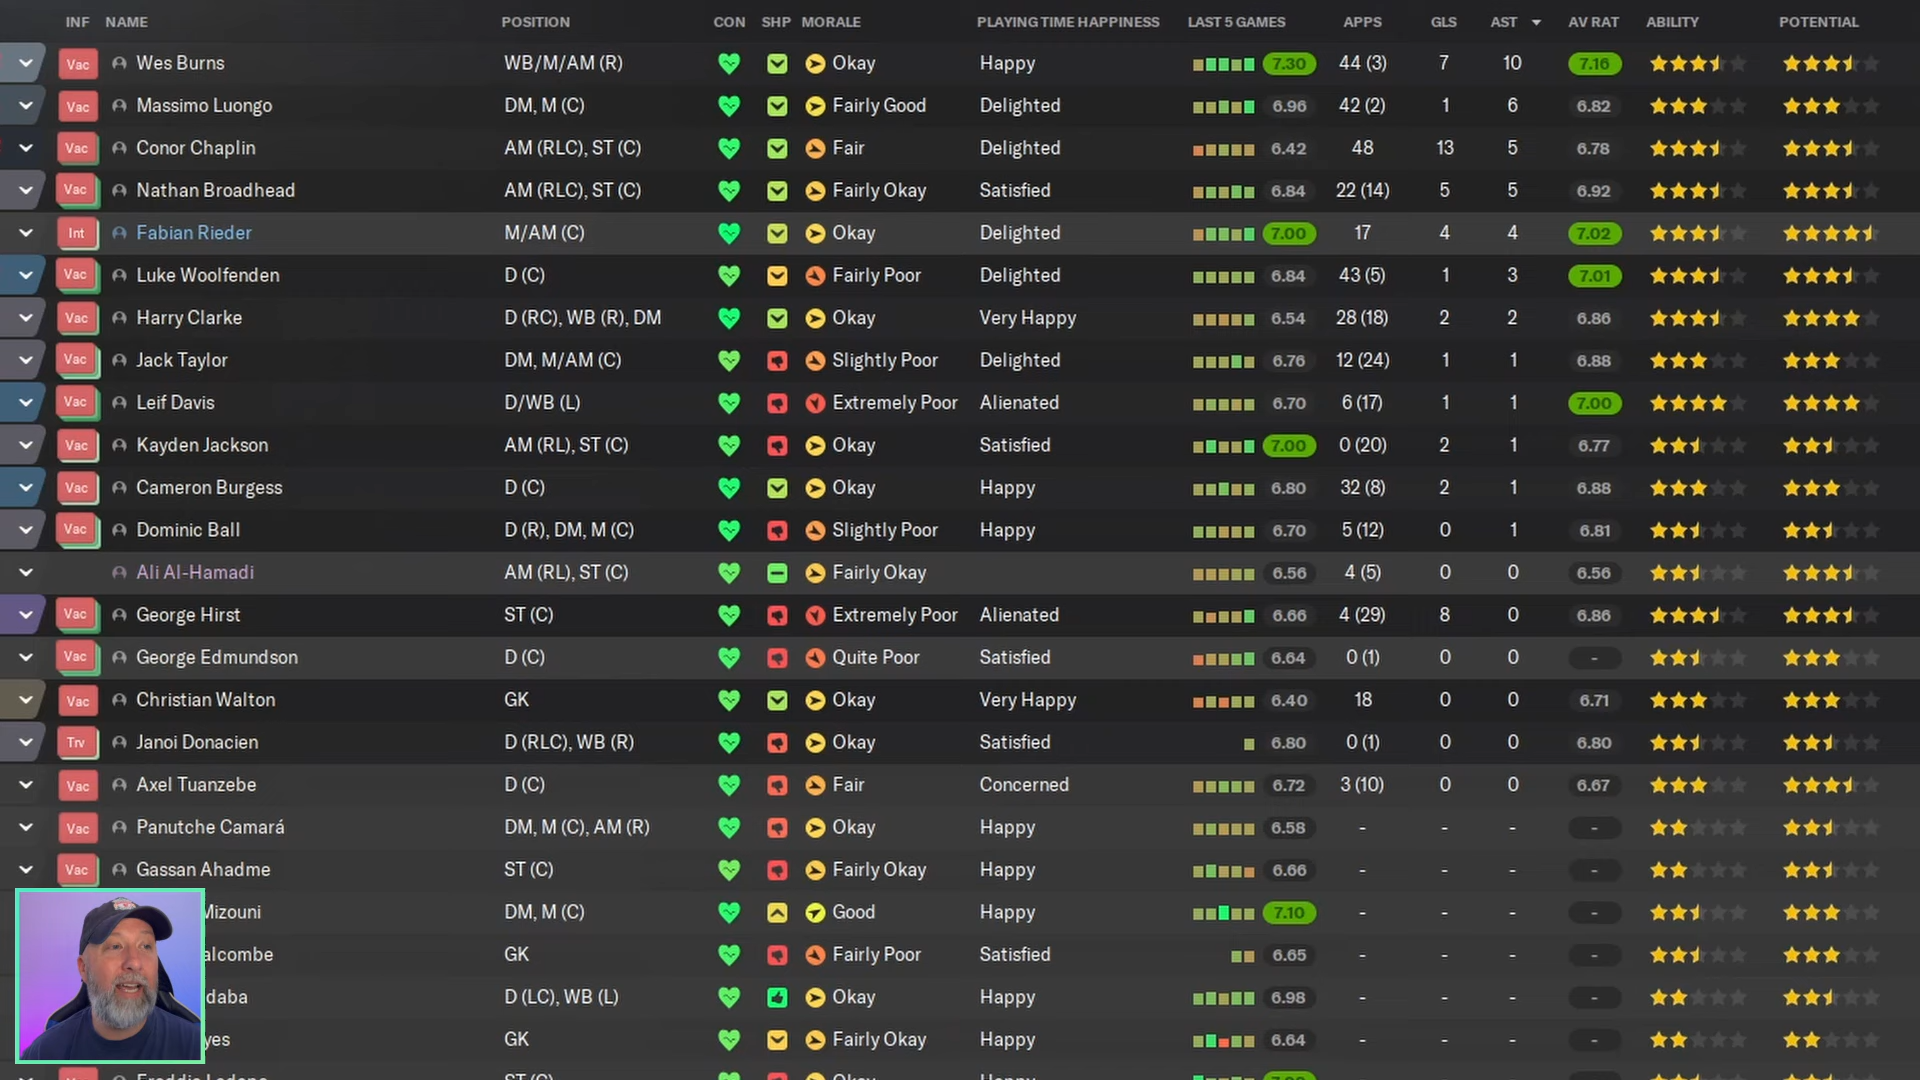 INF NAME POSITION CON SHP MORALE PLAYING TIME HAPPINESS LAST 5 GAMES APPS GLS AST AV RAT ABILITY POTENTIAL
Vac Wes Burns WB/M/AM (R) Okay Happy 7.30 44 (3) 7 10 7.16
Vac Massimo Luongo DM, M (C) Fairly Good Delighted 6.96 42 (2) 1 6 6.82
Vac Conor Chaplin AM (RLC), ST (C) Fair Delighted 6.42 48 13 5 6.78
Vac Nathan Broadhead AM (RLC), ST (C) Fairly Okay Satisfied 6.84 22 (14) 5 5 6.92
Int Fabian Rieder M/AM (C) Okay Delighted 7.00 17 4 4 7.02
Vac Luke Woolfenden D (C) Fairly Poor Delighted 6.84 43 (5) 1 3 7.01
Vac Harry Clarke D (RC), WB (R), DM Okay Very Happy 6.54 28 (18) 2 2 6.86
Vac Jack Taylor DM, M/AM (C) Slightly Poor Delighted 6.76 12 (24) 1 1 6.88
Vac Leif Davis D/WB (L) Extremely Poor Alienated 6.70 6 (17) 1 1 7.00
Vac Kayden Jackson AM (RL), ST (C) Okay Satisfied 7.00 0 (20) 2 1 6.77
Vac Cameron Burgess D (C) Okay Happy 6.80 32 (8) 2 1 6.88
Vac Dominic Ball D (R), DM, M (C) Slightly Poor Happy 6.70 5 (12) 0 1 6.81
Ali Al-Hamadi AM (RL), ST (C) Fairly Okay 6.56 4 (5) 0 0 6.56
Vac George Hirst ST (C) Extremely Poor Alienated 6.66 4 (29) 8 0 6.86
Vac George Edmundson D (C) Quite Poor Satisfied 6.64 0 (1) 0 0 -
Vac Christian Walton GK Okay Very Happy 6.40 18 0 0 6.71
Trv Janoi Donacien D (RLC), WB (R) Okay Satisfied 6.80 0 (1) 0 0 6.80
Vac Axel Tuanzebe D (C) Fair Concerned 6.72 3 (10) 0 0 6.67
Vac Panutche Camará DM, M (C), AM (R) Okay Happy 6.58 - - - -
Vac Gassan Ahadme ST (C) Fairly Okay Happy 6.66 - - - -
Mizouni DM, M (C) Good Happy 7.10 - - - -
alcombe GK Fairly Poor Satisfied 6.65 - - - -
daba D (LC), WB (L) Okay Happy 6.98 - - - -
yes GK Fairly Okay Happy 6.64 - - - -
ST (C) Okay Happy